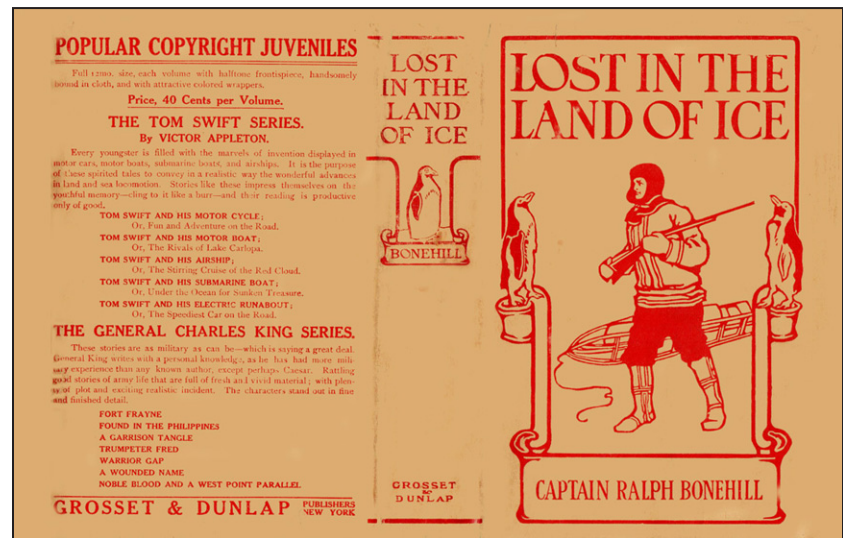 POPULAR COPYRIGHT JUVENILES
Full 12mo. size, each volume with halftone frontispiece, handsomely
bound in cloth, and with attractive colored wrappers.
Price, 40 Cents per Volume.
THE TOM SWIFT SERIES.
By VICTOR APPLETON.
Every youngster is filled with the marvels of invention displayed in
motor cars, motor boats, submarine boats, and airships. It is the purpose
of these spirited tales to convey in a realistic way the wonderful advances
in land and sea locomotion. Stories like these impress themselves on the
youthful memory—cling to it like a burr—and their reading is productive
only of good.
TOM SWIFT AND HIS MOTOR CYCLE;
Or, Fun and Adventure on the Road.
TOM SWIFT AND HIS MOTOR BOAT;
Or, The Rivals of Lake Carlopa.
TOM SWIFT AND HIS AIRSHIP;
Or, The Stirring Cruise of the Red Cloud.
TOM SWIFT AND HIS SUBMARINE BOAT;
Or, Under the Ocean for Sunken Treasure.
TOM SWIFT AND HIS ELECTRIC RUNABOUT;
Or, The Speediest Car on the Road.
THE GENERAL CHARLES KING SERIES.
These stories are as military as can be—which is saying a great deal.
General King writes with a personal knowledge, as he has had more mili-
tary experience than any known author, except perhaps Caesar. Rattling
good stories of army life that are full of fresh and vivid material; with plen-
ty of plot and exciting realistic incident. The characters stand out in fine
and finished detail.
FORT FRAYNE
FOUND IN THE PHILIPPINES
A GARRISON TANGLE
TRUMPETER FRED
WARRIOR GAP
A WOUNDED NAME
NOBLE BLOOD AND A WEST POINT PARALLEL
GROSSET & DUNLAP PUBLISHERS
NEW YORK
LOST
IN THE
LAND
OF ICE
BONEHILL
GROSSET
&
DUNLAP
LOST IN THE
LAND OF ICE
CAPTAIN RALPH BONEHILL